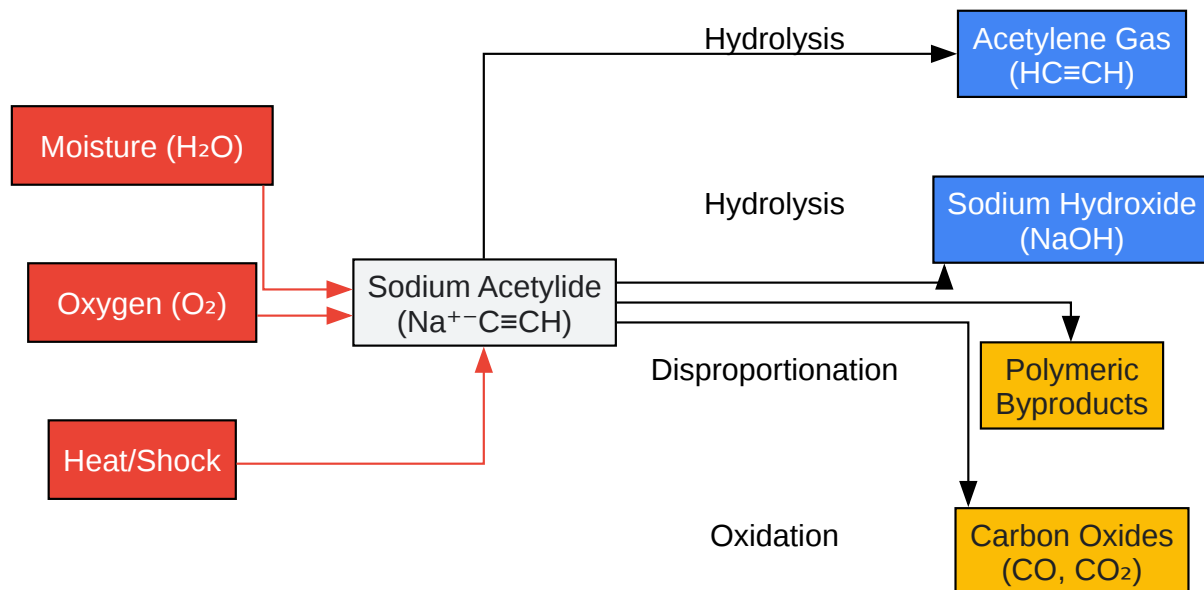 Hydrolysis
Acetylene Gas
(HC≡CH)
Moisture (H₂O)
Hydrolysis
Sodium Hydroxide
(NaOH)
Oxygen (O₂)
Sodium Acetylide
(Na⁺⁻C≡CH)
Disproportionation
Polymeric
Byproducts
Heat/Shock
Oxidation
Carbon Oxides
(CO, CO₂)